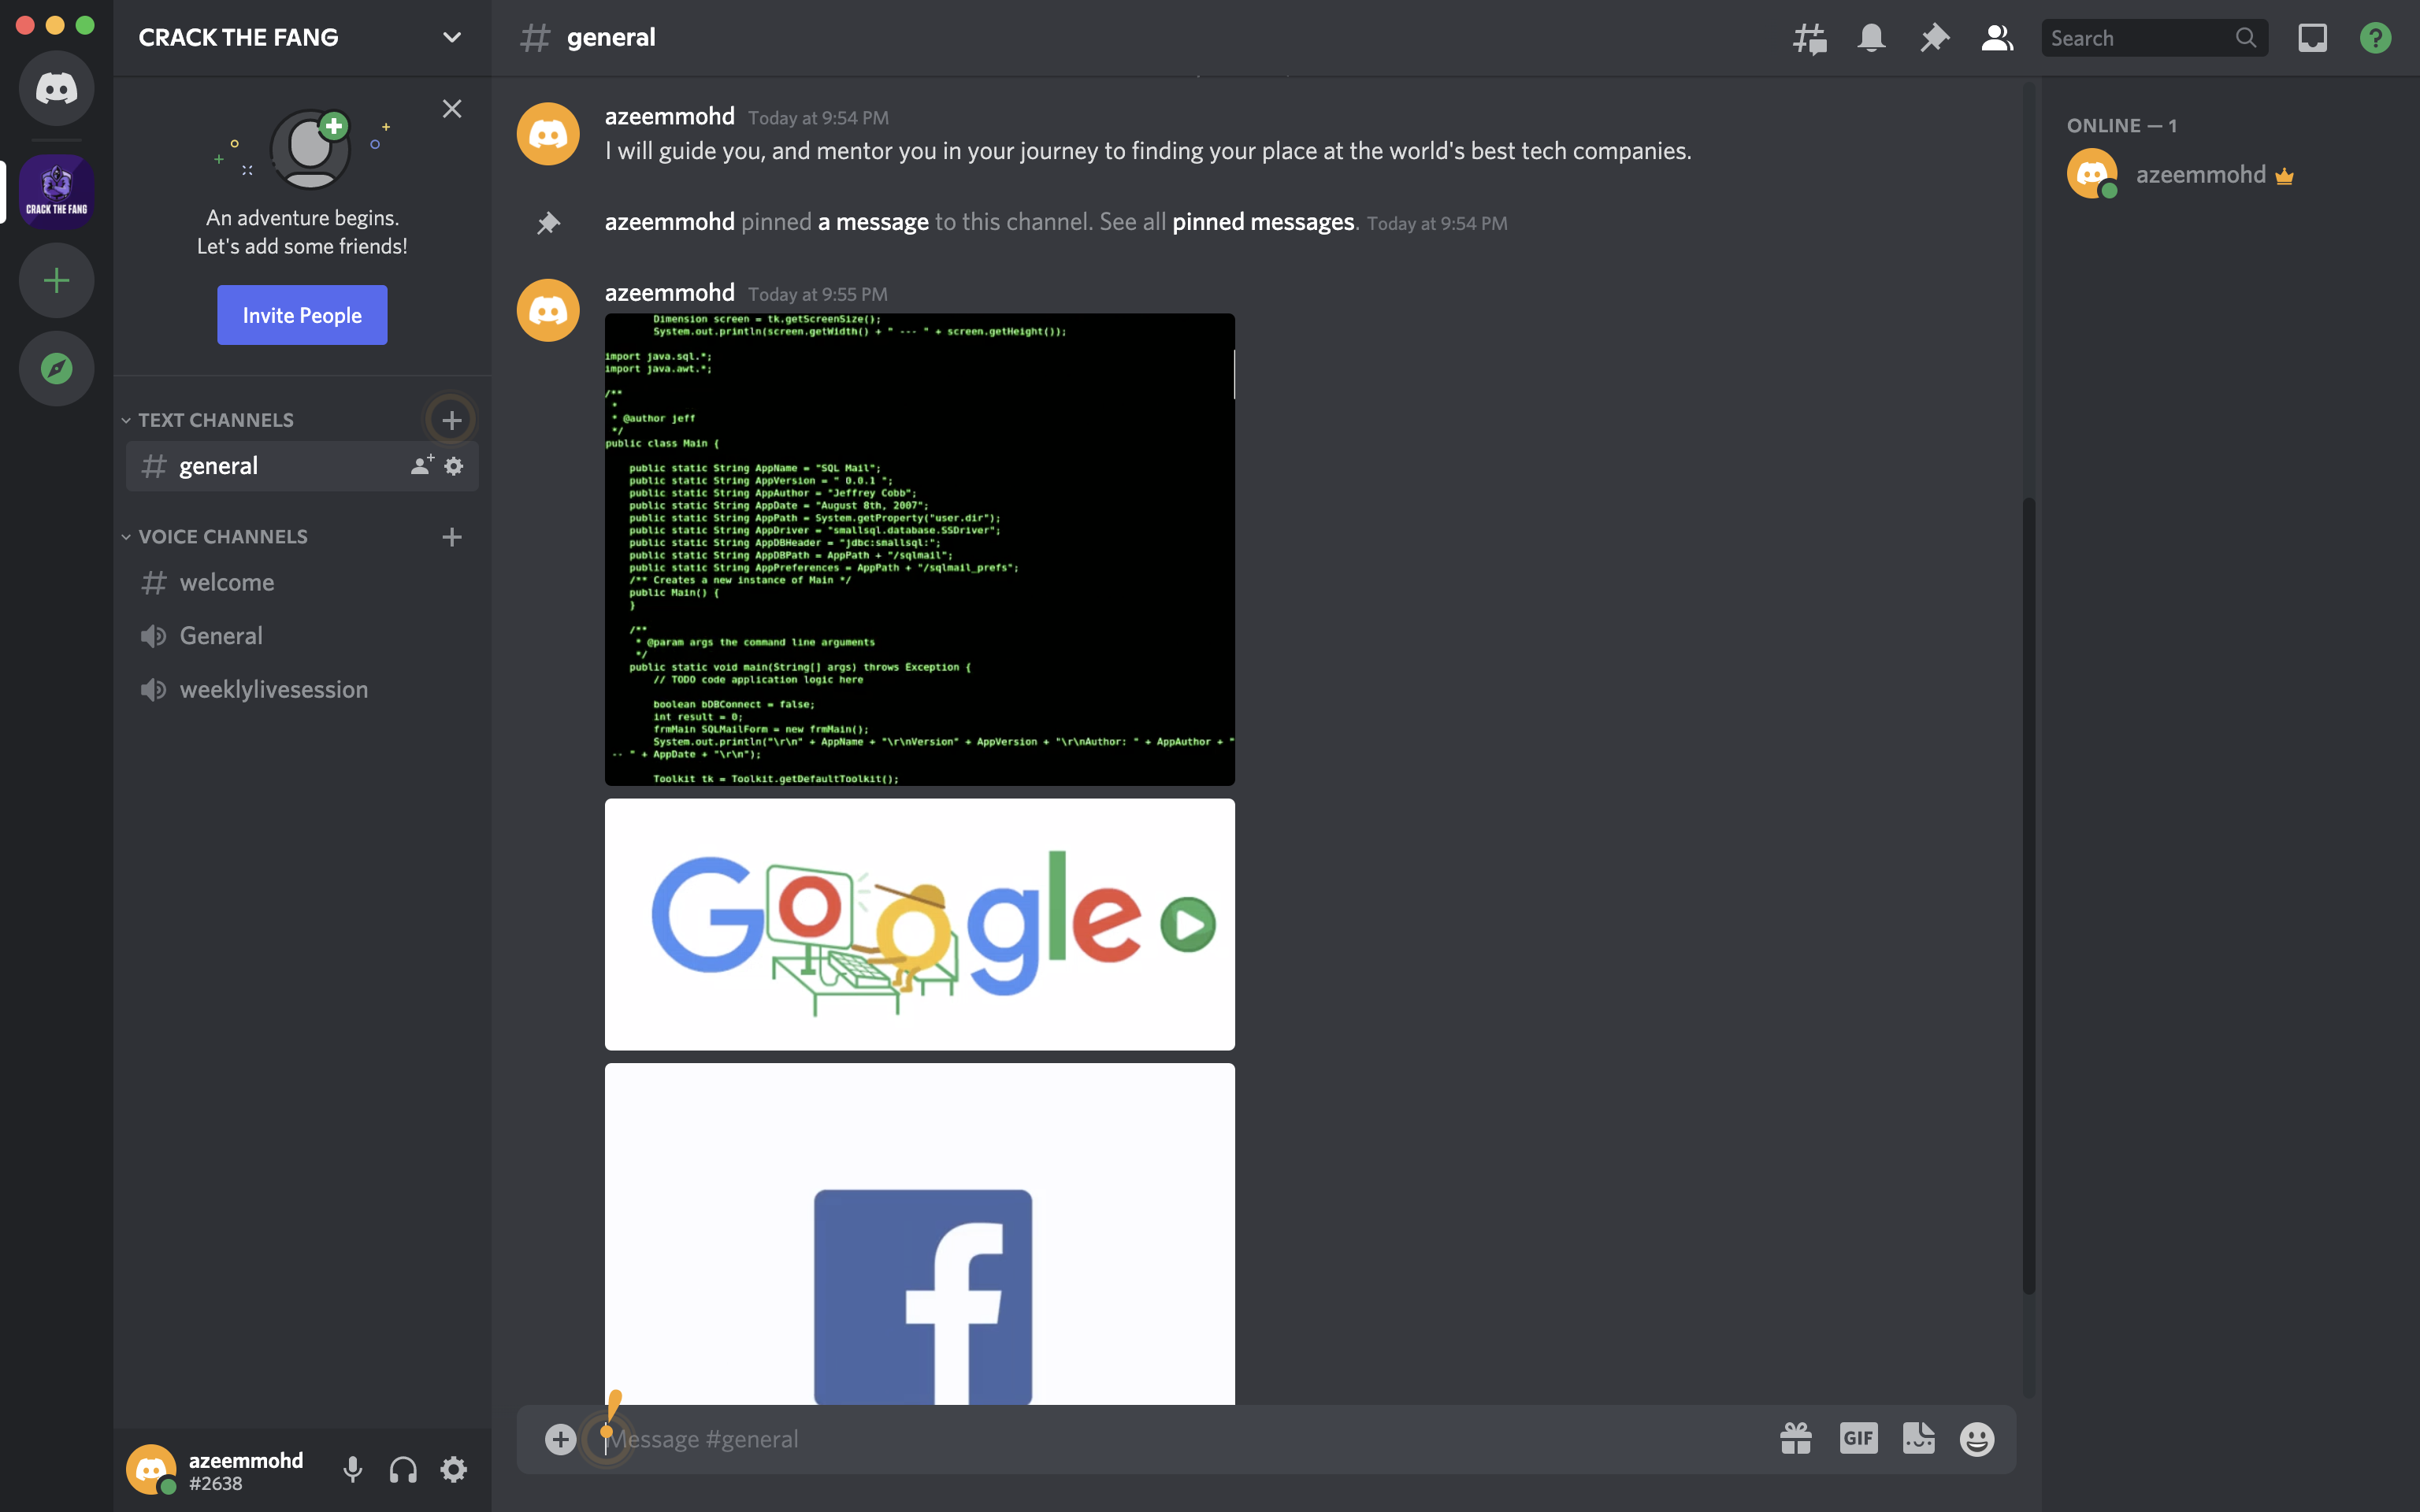 CRACK THE FANG
general
Search
CRACK THE FANG
An adventure begins.
Let's add some friends!
Invite People
TEXT CHANNELS
general
VOICE CHANNELS
welcome
General
weeklylivesession
azeemmohd
#2638
azeemmohd Today at 9:54 PM
I will guide you, and mentor you in your journey to finding your place at the world's best tech companies.
azeemmohd pinned a message to this channel. See all pinned messages. Today at 9:54 PM
azeemmohd Today at 9:55 PM
Dimension screen = tk.getScreenSize();
System.out.println(screen.getWidth() + " --- " + screen.getHeight());
import java.sql.*;
import java.awt.*;
/**
*
* @author jeff
*/
public class Main {
public static String AppName = "SQL Mail";
public static String AppVersion = " 0.0.1 ";
public static String AppAuthor = "Jeffrey Cobb";
public static String AppDate = "August 8th, 2007";
public static String AppPath = System.getProperty("user.dir");
public static String AppDriver = "smallsql.database.SSDriver";
public static String AppDBHeader = "jdbc:smallsql:";
public static String AppDBPath = AppPath + "/sqlmail";
public static String AppPreferences = AppPath + "/sqlmail_prefs";
/** Creates a new instance of Main */
public Main() {
}
/**
* @param args the command line arguments
*/
public static void main(String[] args) throws Exception {
// TODO code application logic here
boolean bDBConnect = false;
int result = 0;
frmMain SQLMailForm = new frmMain();
System.out.println("\r\n" + AppName + "\r\nVersion" + AppVersion + "\r\nAuthor: " + AppAuthor + "
-- " + AppDate + "\r\n");
Toolkit tk = Toolkit.getDefaultToolkit();
Google
f
Message #general
GIF
ONLINE — 1
azeemmohd